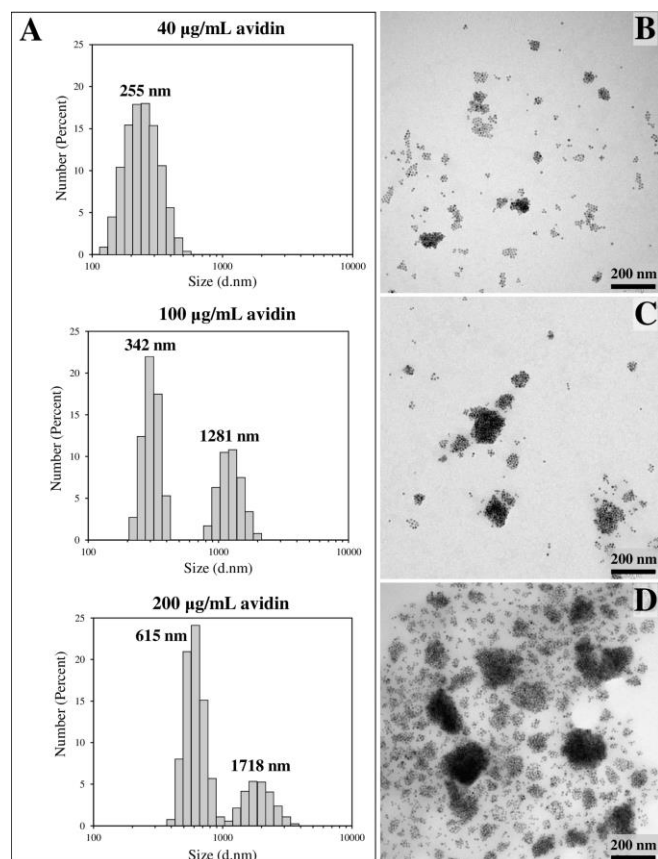 A
40 µg/mL avidin
255 nm
Number (Percent)
25
20
15
10
5
0
100
1000
10000
Size (d.nm)
100 µg/mL avidin
342 nm
1281 nm
Number (Percent)
25
20
15
10
5
0
100
1000
10000
Size (d.nm)
200 µg/mL avidin
615 nm
1718 nm
Number (Percent)
25
20
15
10
5
0
100
1000
10000
Size (d.nm)
B
200 nm
C
200 nm
D
200 nm